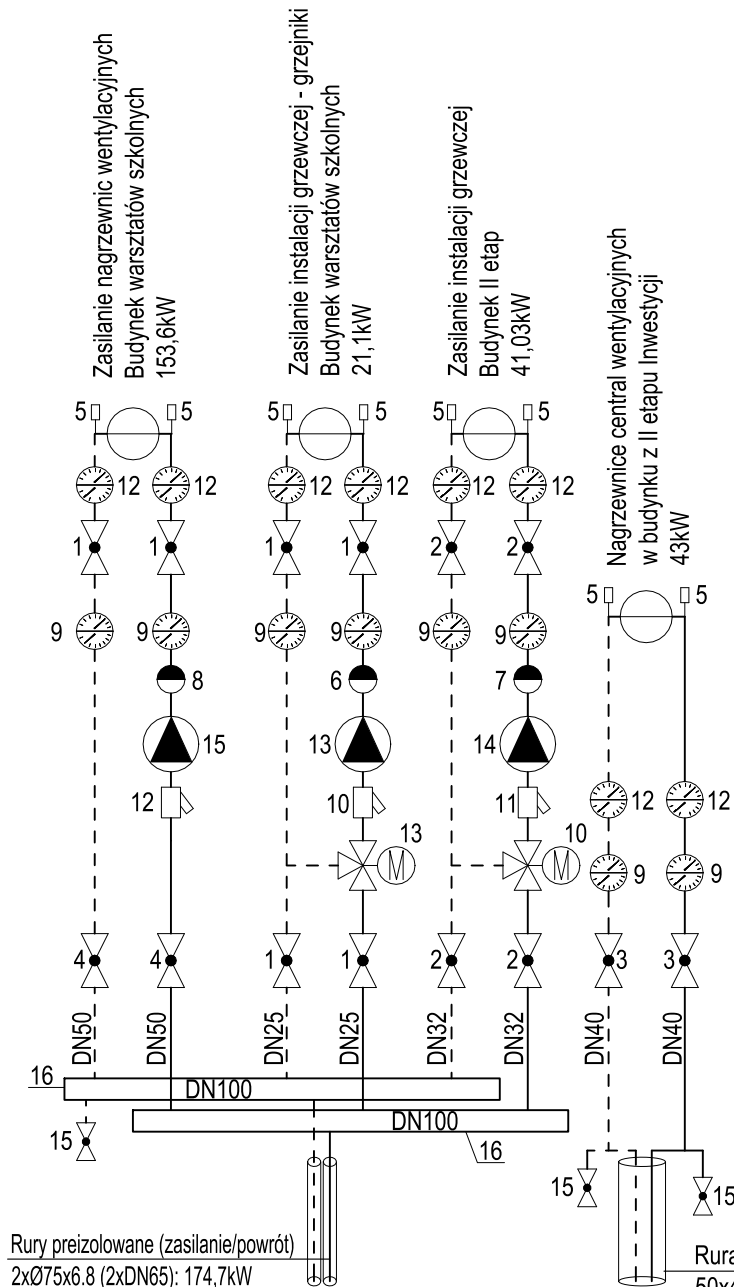 Zasilanie nagrzewnic wentylacyjnych
Budynek warsztatów szkolnych
153,6kW
Zasilanie instalacji grzewczej - grzejniki
Budynek warsztatów szkolnych
21,1kW
Zasilanie instalacji grzewczej
Budynek II etap
41,03kW
Nagrzewnice central wentylacyjnych
w budynku z II etapu Inwestycji
43kW
5 5 5 5 5 5
12 12 12 12 12 12
1 1 1 1 2 2
5 5
9 9 9 9 9 9
8 6 7
15 13 14
12 10 11
12 12
13 10
9 9
4 4 1 1 2 2 3 3
DN50 DN50 DN25 DN25 DN32 DN32 DN40 DN40
16 DN100
DN100
15 16
15 15
Rury preizolowane (zasilanie/powrót)
2xØ75x6.8 (2xDN65): 174,7kW
Rura